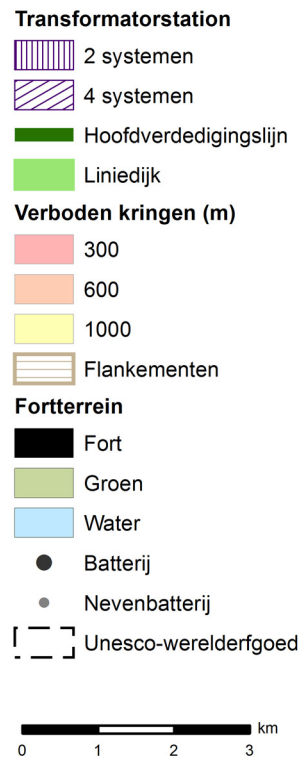 Transformatorstation
2 systemen
4 systemen
Hoofdverdedigingslijn
Liniedijk
Verboden kringen (m)
300
600
1000
Flankementen
Fortterrein
Fort
Groen
Water
Batterij
Nevenbatterij
Unesco-werelderfgoed
km
0 1 2 3